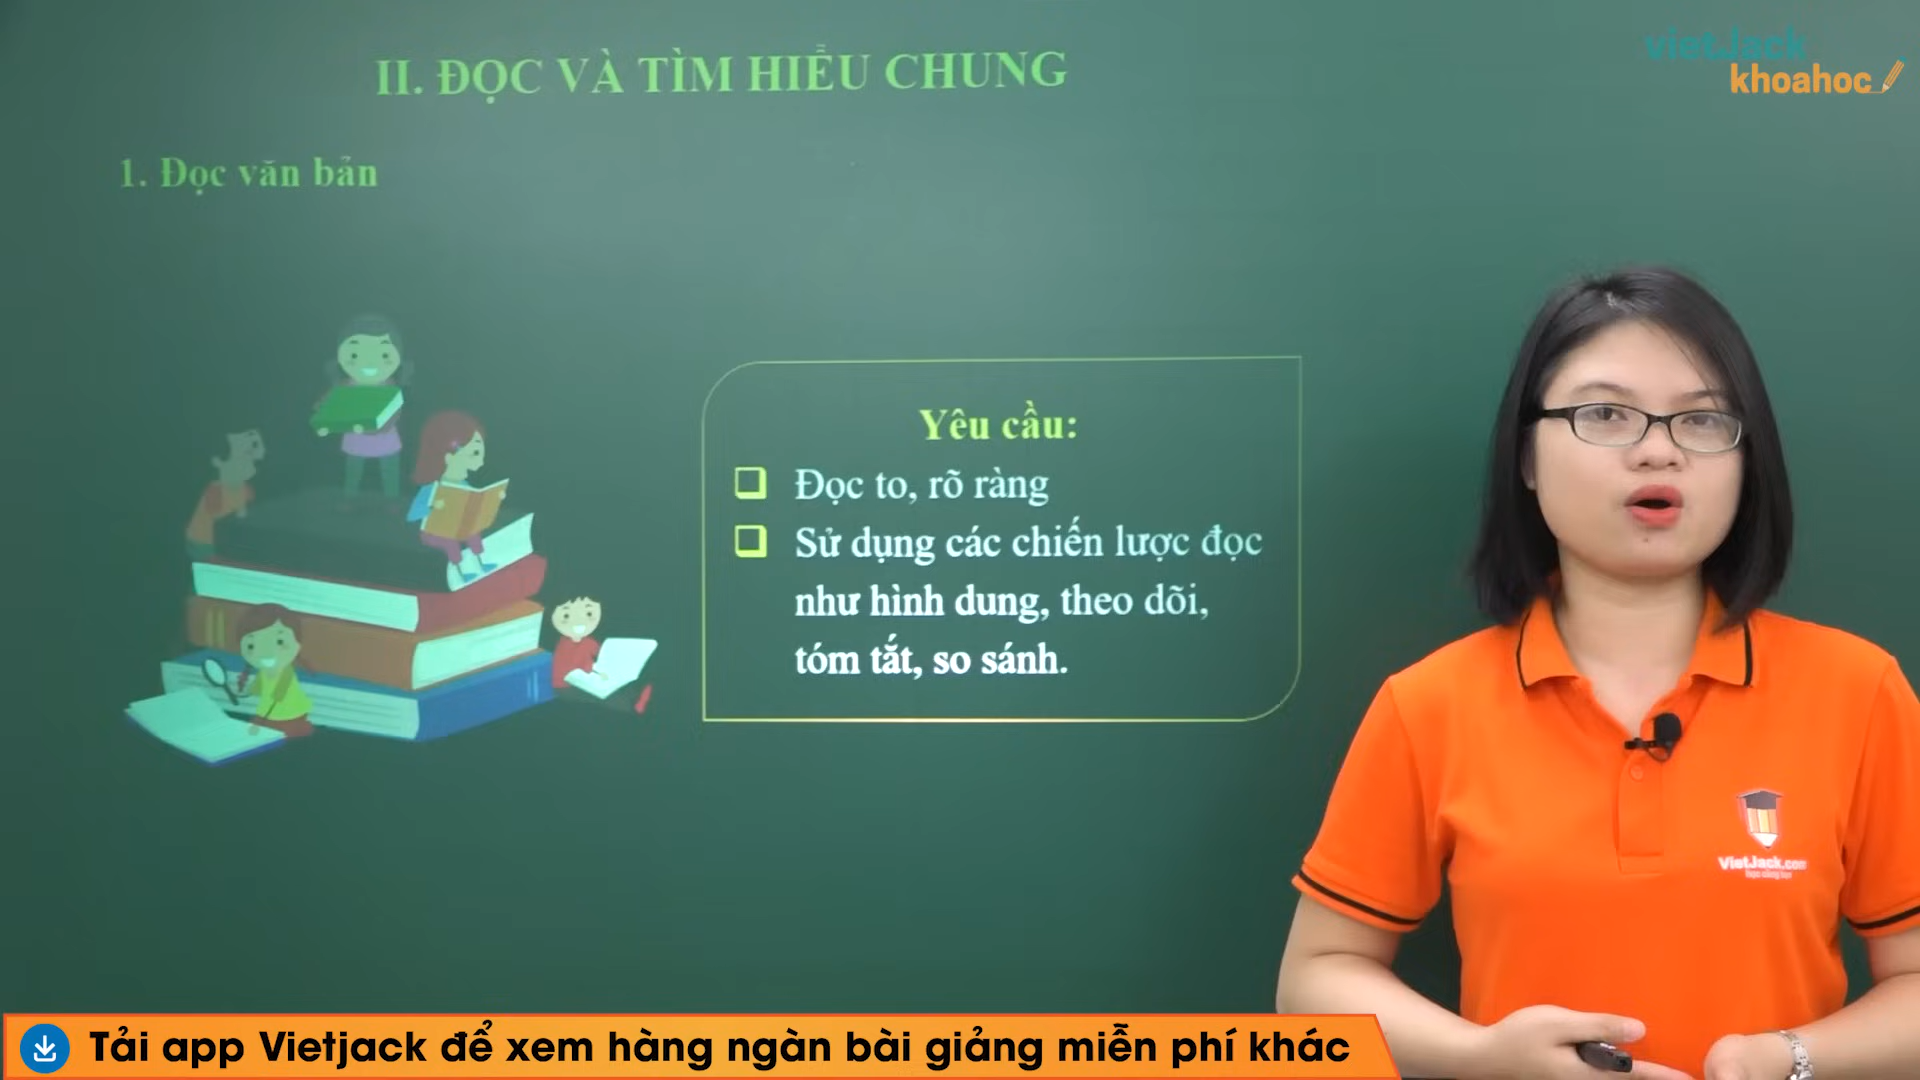 vietJack
khoahoc
II. ĐỌC VÀ TÌM HIỂU CHUNG
1. Đọc văn bản
Yêu cầu:
Đọc to, rõ ràng
Sử dụng các chiến lược đọc
như hình dung, theo dõi,
tóm tắt, so sánh.
VietJack.com
Tải app Vietjack để xem hàng ngàn bài giảng miễn phí khác